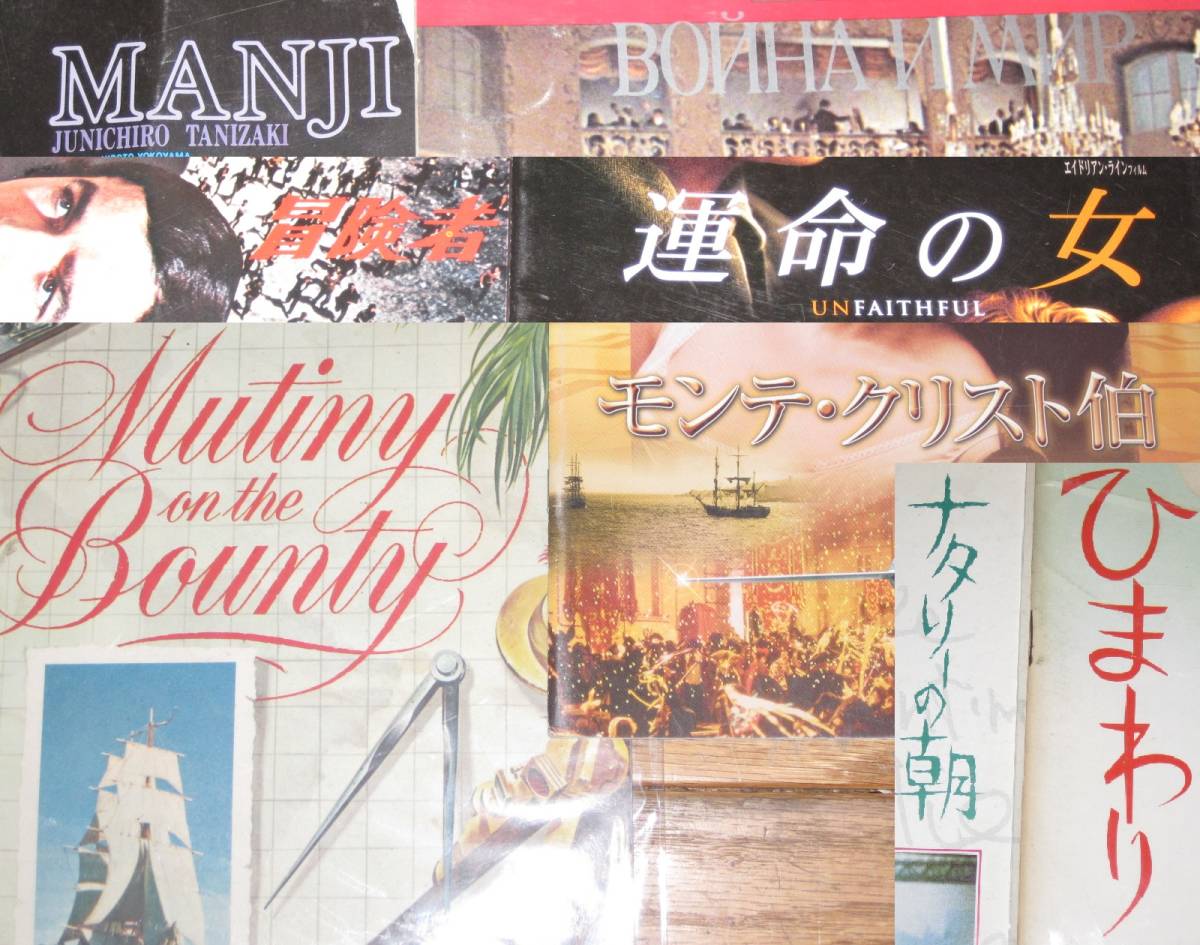 MANJI
JUNICHIRO TANIZAKI
HIROTO YOKOYAMA
ВОЙНА И МИР
冒険者
エイドリアン・ラインフィルム
運命の女
UNFAITHFUL
Mutiny
on the
Bounty
モンテ・クリスト伯
ナタリーの朝
ひまわり